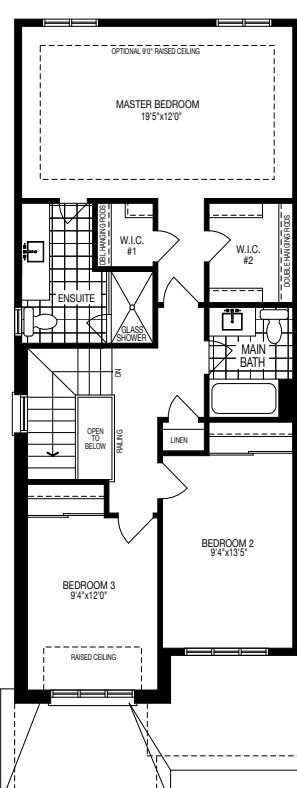 OPTIONAL 9'0" RAISED CEILING
MASTER BEDROOM
19'5"x12'0"
DBL HANGING RODS
W.I.C.
#1
W.I.C.
#2
DOUBLE HANGING RODS
ENSUITE
GLASS
SHOWER
MAIN
BATH
DN
OPEN
TO
BELOW
RAILING
LINEN
BEDROOM 2
9'4"x13'5"
BEDROOM 3
9'4"x12'0"
RAISED CEILING